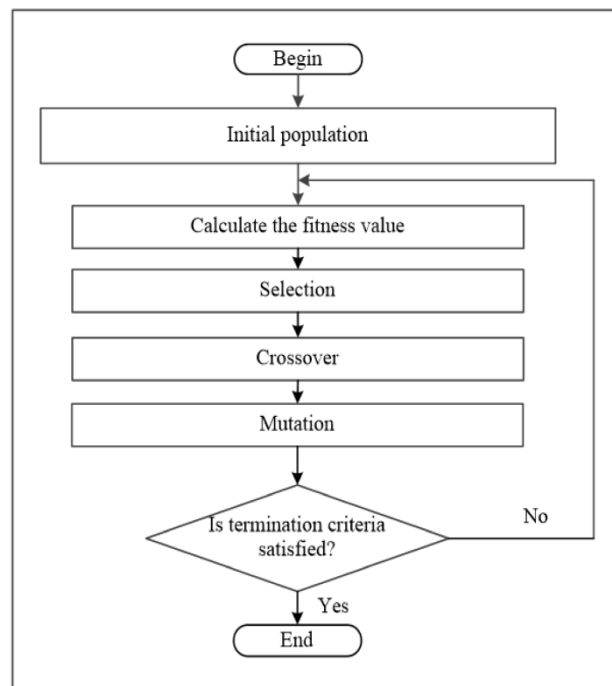 Begin
Initial population
Calculate the fitness value
Selection
Crossover
Mutation
Is termination criteria
satisfied?
No
Yes
End